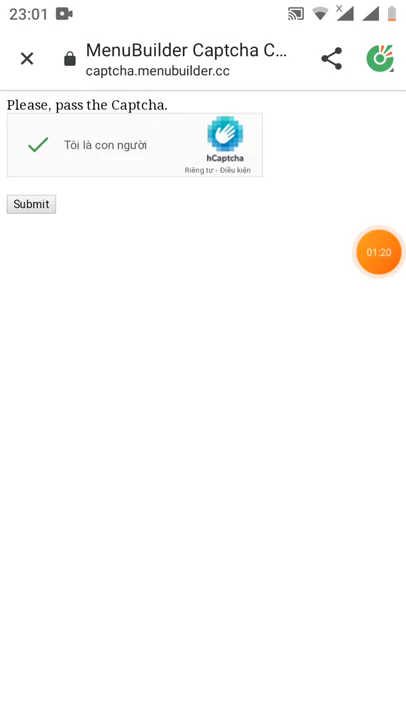 23:01
MenuBuilder Captcha C...
captcha.menubuilder.cc
Please, pass the Captcha.
Tôi là con người
hCaptcha
Riêng tư - Điều kiện
Submit
01:20